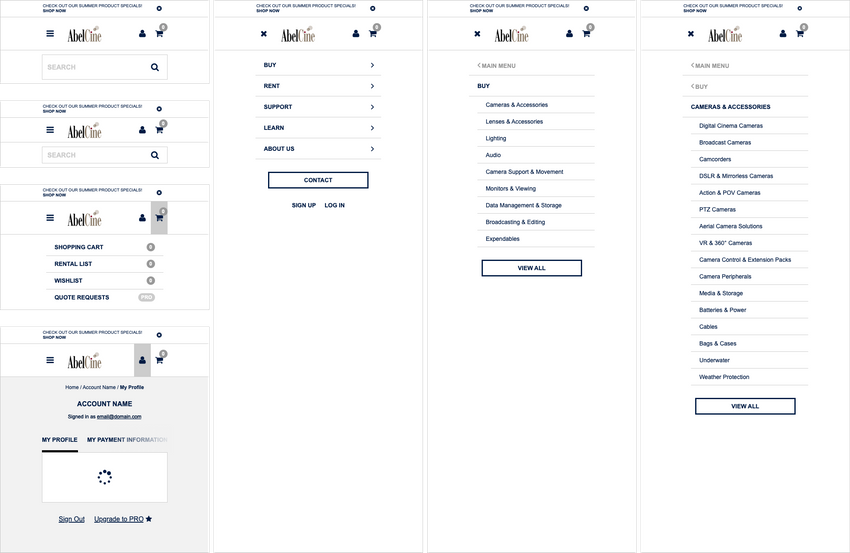 CHECK OUT OUR SUMMER PRODUCT SPECIALS!
SHOP NOW
AbelCine
0
SEARCH
CHECK OUT OUR SUMMER PRODUCT SPECIALS!
SHOP NOW
AbelCine
0
SEARCH
CHECK OUT OUR SUMMER PRODUCT SPECIALS!
SHOP NOW
AbelCine
0
SHOPPING CART 0
RENTAL LIST 0
WISHLIST 0
QUOTE REQUESTS PRO
CHECK OUT OUR SUMMER PRODUCT SPECIALS!
SHOP NOW
AbelCine
0
Home / Account Name / My Profile
ACCOUNT NAME
Signed in as email@domain.com
MY PROFILE MY PAYMENT INFORMATION
Sign Out Upgrade to PRO
CHECK OUT OUR SUMMER PRODUCT SPECIALS!
SHOP NOW
AbelCine
0
BUY
RENT
SUPPORT
LEARN
ABOUT US
CONTACT
SIGN UP LOG IN
CHECK OUT OUR SUMMER PRODUCT SPECIALS!
SHOP NOW
AbelCine
0
MAIN MENU
BUY
Cameras & Accessories
Lenses & Accessories
Lighting
Audio
Camera Support & Movement
Monitors & Viewing
Data Management & Storage
Broadcasting & Editing
Expendables
VIEW ALL
CHECK OUT OUR SUMMER PRODUCT SPECIALS!
SHOP NOW
AbelCine
0
MAIN MENU
BUY
CAMERAS & ACCESSORIES
Digital Cinema Cameras
Broadcast Cameras
Camcorders
DSLR & Mirrorless Cameras
Action & POV Cameras
PTZ Cameras
Aerial Camera Solutions
VR & 360° Cameras
Camera Control & Extension Packs
Camera Peripherals
Media & Storage
Batteries & Power
Cables
Bags & Cases
Underwater
Weather Protection
VIEW ALL